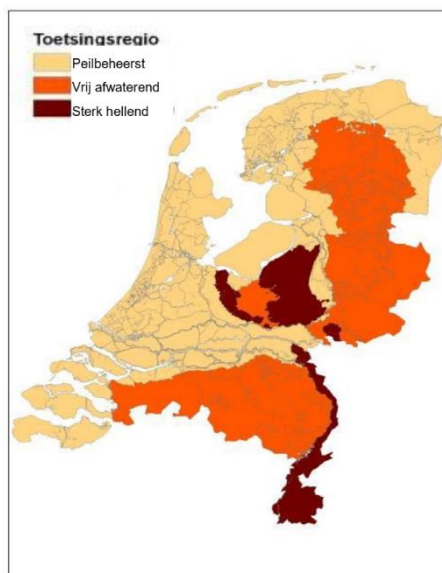 Toetsingsregio
Peilbeheerst
Vrij afwaterend
Sterk hellend